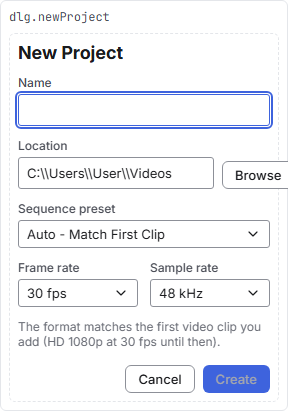 dlg.newProject
New Project
Name
Location
C:\\Users\\User\\Videos
Browse
Sequence preset
Auto - Match First Clip
Frame rate
Sample rate
30 fps
48 kHz
The format matches the first video clip you
add (HD 1080p at 30 fps until then).
Cancel
Create